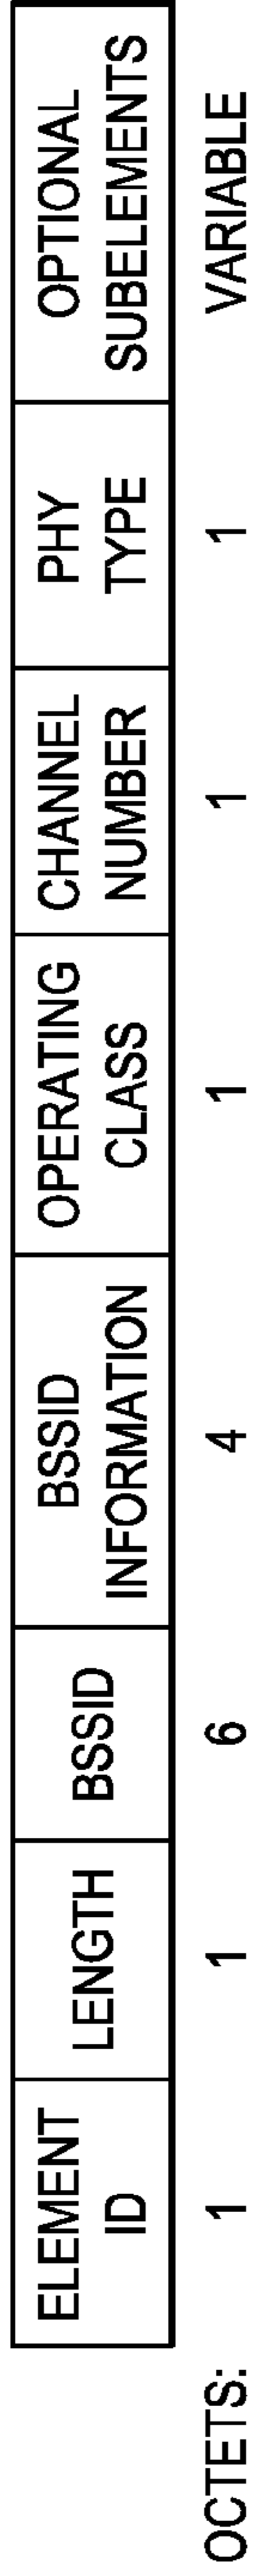 ELEMENT
ID
LENGTH
BSSID
BSSID
INFORMATION
OPERATING
CLASS
CHANNEL
NUMBER
PHY
TYPE
OPTIONAL
SUBELEMENTS
OCTETS: 1 1 6 4 1 1 1 VARIABLE